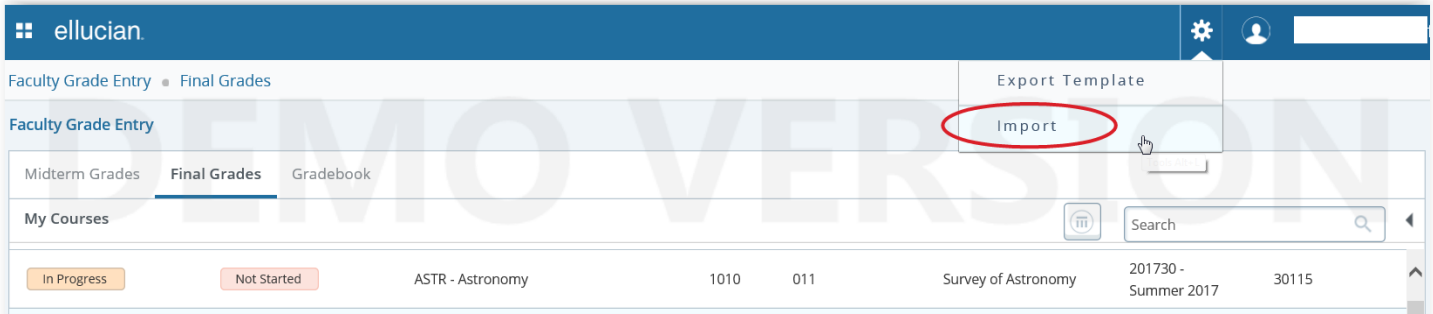 ellucian.
Export Template
Import
Faculty Grade Entry Final Grades
Faculty Grade Entry
DEMO VERSION
Midterm Grades Final Grades Gradebook
My Courses
Search
In Progress Not Started ASTR - Astronomy 1010 011 Survey of Astronomy 201730 - 30115
Summer 2017